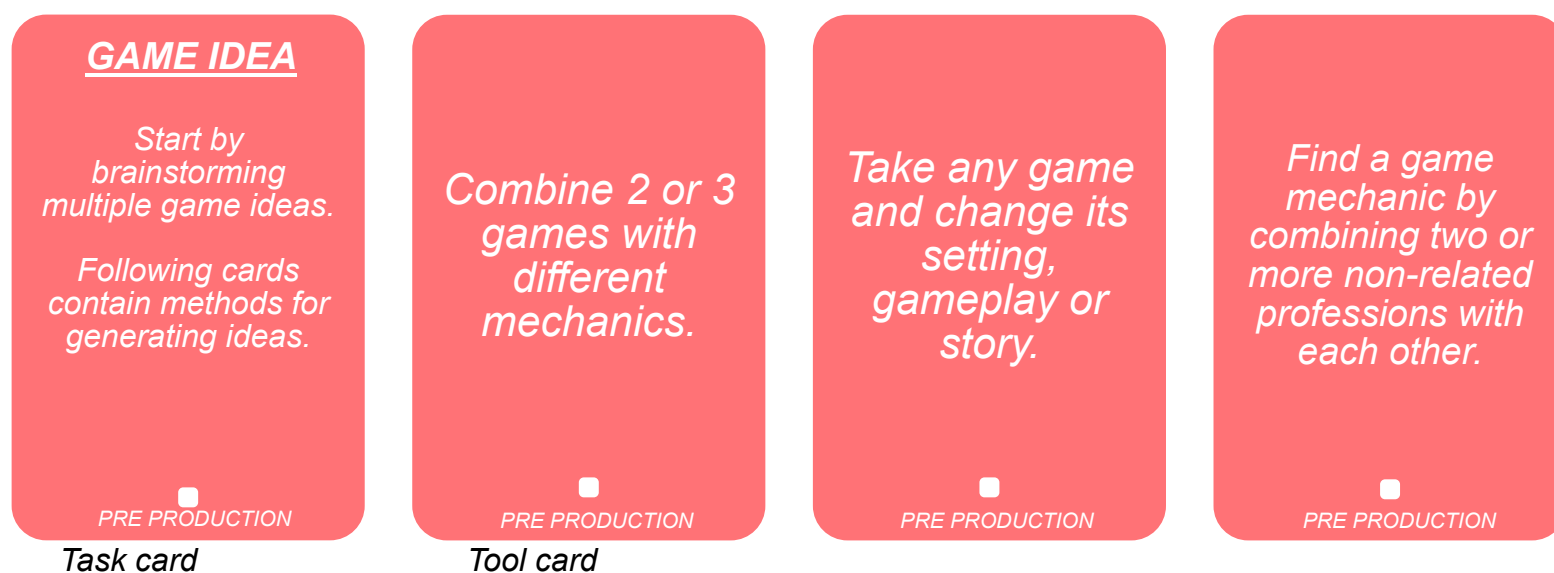 GAME IDEA
Start by
brainstorming
multiple game ideas.
Following cards
contain methods for
generating ideas.
PRE PRODUCTION
Task card
Combine 2 or 3
games with
different
mechanics.
PRE PRODUCTION
Tool card
Take any game
and change its
setting,
gameplay or
story.
PRE PRODUCTION
Find a game
mechanic by
combining two or
more non-related
professions with
each other.
PRE PRODUCTION